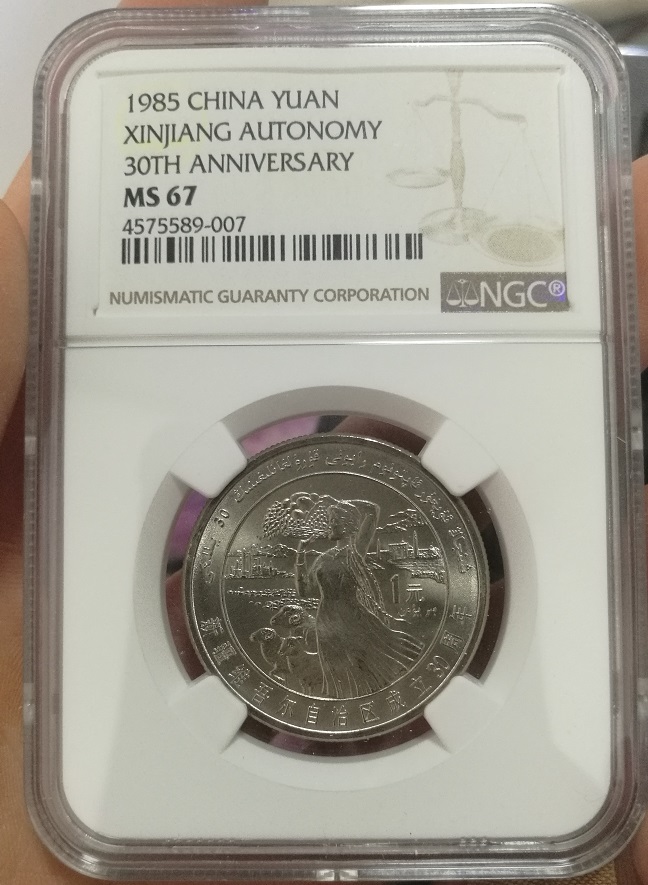 1985 CHINA YUAN
XINJIANG AUTONOMY
30TH ANNIVERSARY
MS 67
4575589-007
NUMISMATIC GUARANTY CORPORATION
NGC®
30
1元
新疆维吾尔自治区成立30周年